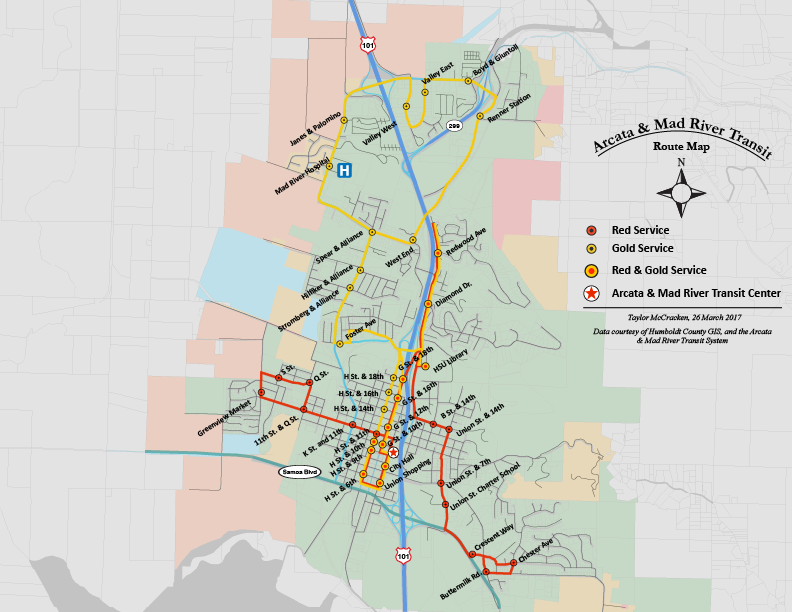 101
Valley East
Boyd & Giuntoli
Janes & Palomino
Valley West
299
Renner Station
Mad River Hospital
H
Arcata & Mad River Transit
Route Map
N
Red Service
Gold Service
Red & Gold Service
Arcata & Mad River Transit Center
Taylor McCracken, 26 March 2017
Data courtesy of Humboldt County GIS, and the Arcata
& Mad River Transit System
Spear & Alliance
West End
Redwood Ave
Hilfiker & Alliance
Stromberg & Alliance
Diamond Dr.
Foster Ave
G St. & 18th
HSU Library
S St.
Q St.
H St. & 18th
H St. & 16th
G St. & 16th
H St. & 14th
Greenview Market
11th St. & Q St.
G St. & 12th
B St. & 14th
Union St. & 14th
K St. and 11th
H St. & 11th
G St. & 10th
H St. & 10th
H St. & 9th
City Hall
Union Shopping
H St. & 6th
Samoa Blvd
Union St. & 7th
Union St. Charter School
Crescent Way
Chester Ave
Buttermilk Rd.
101